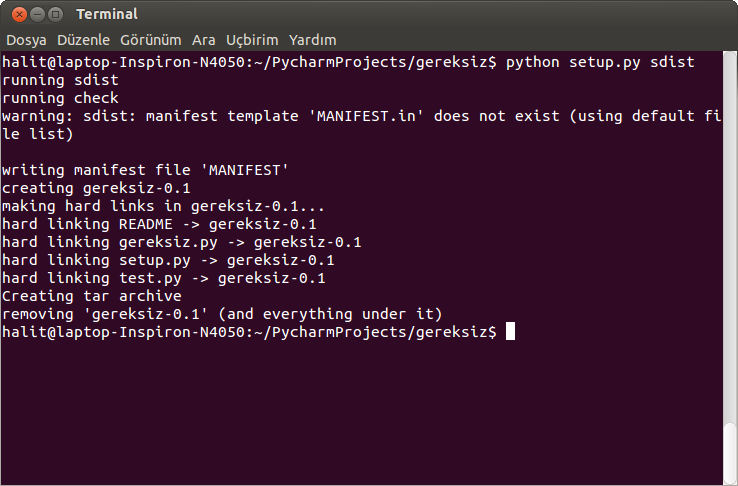 Terminal
Dosya Düzenle Görünüm Ara Uçbirim Yardım
halit@laptop-Inspiron-N4050:~/PycharmProjects/gereksiz$ python setup.py sdist
running sdist
running check
warning: sdist: manifest template 'MANIFEST.in' does not exist (using default fi
le list)

writing manifest file 'MANIFEST'
creating gereksiz-0.1
making hard links in gereksiz-0.1...
hard linking README -> gereksiz-0.1
hard linking gereksiz.py -> gereksiz-0.1
hard linking setup.py -> gereksiz-0.1
hard linking test.py -> gereksiz-0.1
Creating tar archive
removing 'gereksiz-0.1' (and everything under it)
halit@laptop-Inspiron-N4050:~/PycharmProjects/gereksiz$